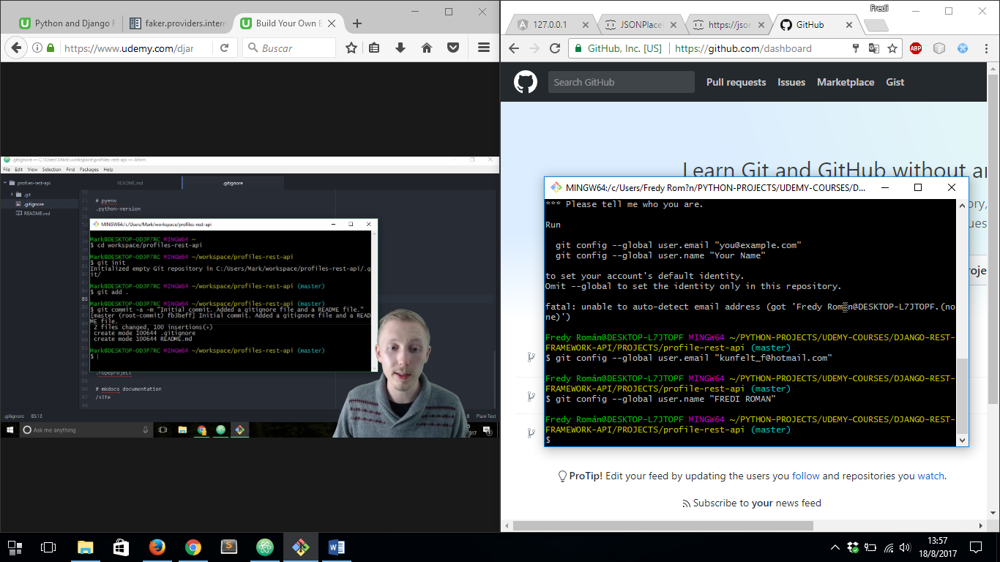 Python and Django F
faker.providers.interr
Build Your Own B
https://www.udemy.com/djar
Buscar
.gitignore — C:\Users\Mark\workspace\profiles-rest-api — Atom
File Edit View Selection Find Packages Help
profiles-rest-api
README.md
.gitignore
.git
.gitignore
README.md
# pyenv
.python-version
MINGW64:/c/Users/Mark/workspace/profiles-rest-api
Mark@DESKTOP-ODJP7RC MINGW64 ~
$ cd workspace/profiles-rest-api
Mark@DESKTOP-ODJP7RC MINGW64 ~/workspace/profiles-rest-api
$ git init
Initialized empty Git repository in C:/Users/Mark/workspace/profiles-rest-api/.g
it/
Mark@DESKTOP-ODJP7RC MINGW64 ~/workspace/profiles-rest-api (master)
$ git add .
Mark@DESKTOP-ODJP7RC MINGW64 ~/workspace/profiles-rest-api (master)
$ git commit -a -m "Initial commit. Added a gitignore file and a README file."
[master (root-commit) fb3beff] Initial commit. Added a gitignore file and a READ
ME file.
2 files changed, 100 insertions(+)
create mode 100644 .gitignore
create mode 100644 README.md
Mark@DESKTOP-ODJP7RC MINGW64 ~/workspace/profiles-rest-api (master)
$
85
.ropeproject
# mkdocs documentation
/site
.gitignore 85:13
Plain Text
Ask me anything
Fredi
127.0.0.1
JSONPlace
https://jso
GitHub
GitHub, Inc. [US] https://github.com/dashboard
ABP
Search GitHub
Pull requests Issues Marketplace Gist
Learn Git and GitHub without ar
ory,
ues
oje
MINGW64:/c/Users/Fredy Rom?n/PYTHON-PROJECTS/UDEMY-COURSES/D...
*** Please tell me who you are.
Run
git config --global user.email "you@example.com"
git config --global user.name "Your Name"
to set your account's default identity.
Omit --global to set the identity only in this repository.
fatal: unable to auto-detect email address (got 'Fredy Román@DESKTOP-L7JTOPF.(no
ne)')
Fredy Román@DESKTOP-L7JTOPF MINGW64 ~/PYTHON-PROJECTS/UDEMY-COURSES/DJANGO-REST-
FRAMEWORK-API/PROJECTS/profile-rest-api (master)
$ git config --global user.email "kunfelt_f@hotmail.com"
Fredy Román@DESKTOP-L7JTOPF MINGW64 ~/PYTHON-PROJECTS/UDEMY-COURSES/DJANGO-REST-
FRAMEWORK-API/PROJECTS/profile-rest-api (master)
$ git config --global user.name "FREDI ROMAN"
Fredy Román@DESKTOP-L7JTOPF MINGW64 ~/PYTHON-PROJECTS/UDEMY-COURSES/DJANGO-REST-
FRAMEWORK-API/PROJECTS/profile-rest-api (master)
$
ProTip! Edit your feed by updating the users you follow and repositories you watch.
Subscribe to your news feed
13:57
18/8/2017